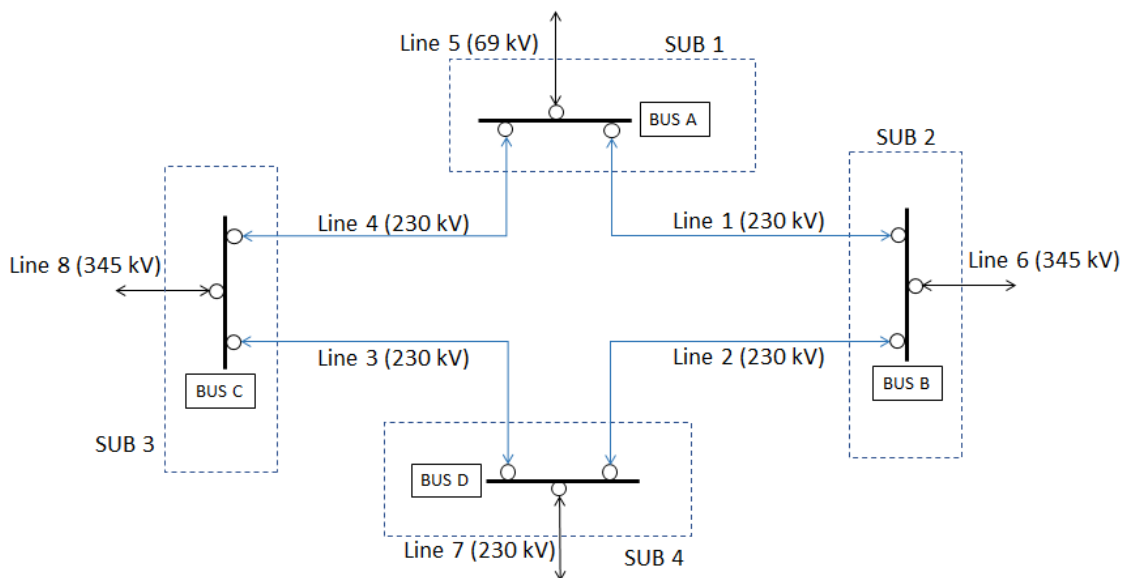 Line 5 (69 kV)
SUB 1
BUS A
SUB 2
Line 4 (230 kV)
Line 1 (230 kV)
Line 8 (345 kV)
Line 6 (345 kV)
Line 3 (230 kV)
Line 2 (230 kV)
BUS C
BUS B
SUB 3
BUS D
Line 7 (230 kV)
SUB 4